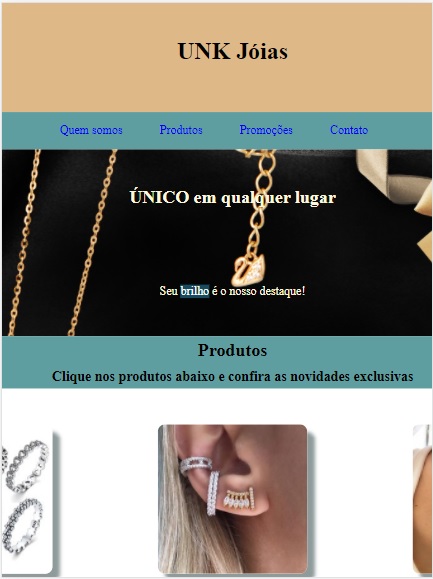 UNK Jóias
Quem somos Produtos Promoções Contato
ÚNICO em qualquer lugar
Seu brilho é o nosso destaque!
Produtos
Clique nos produtos abaixo e confira as novidades exclusivas